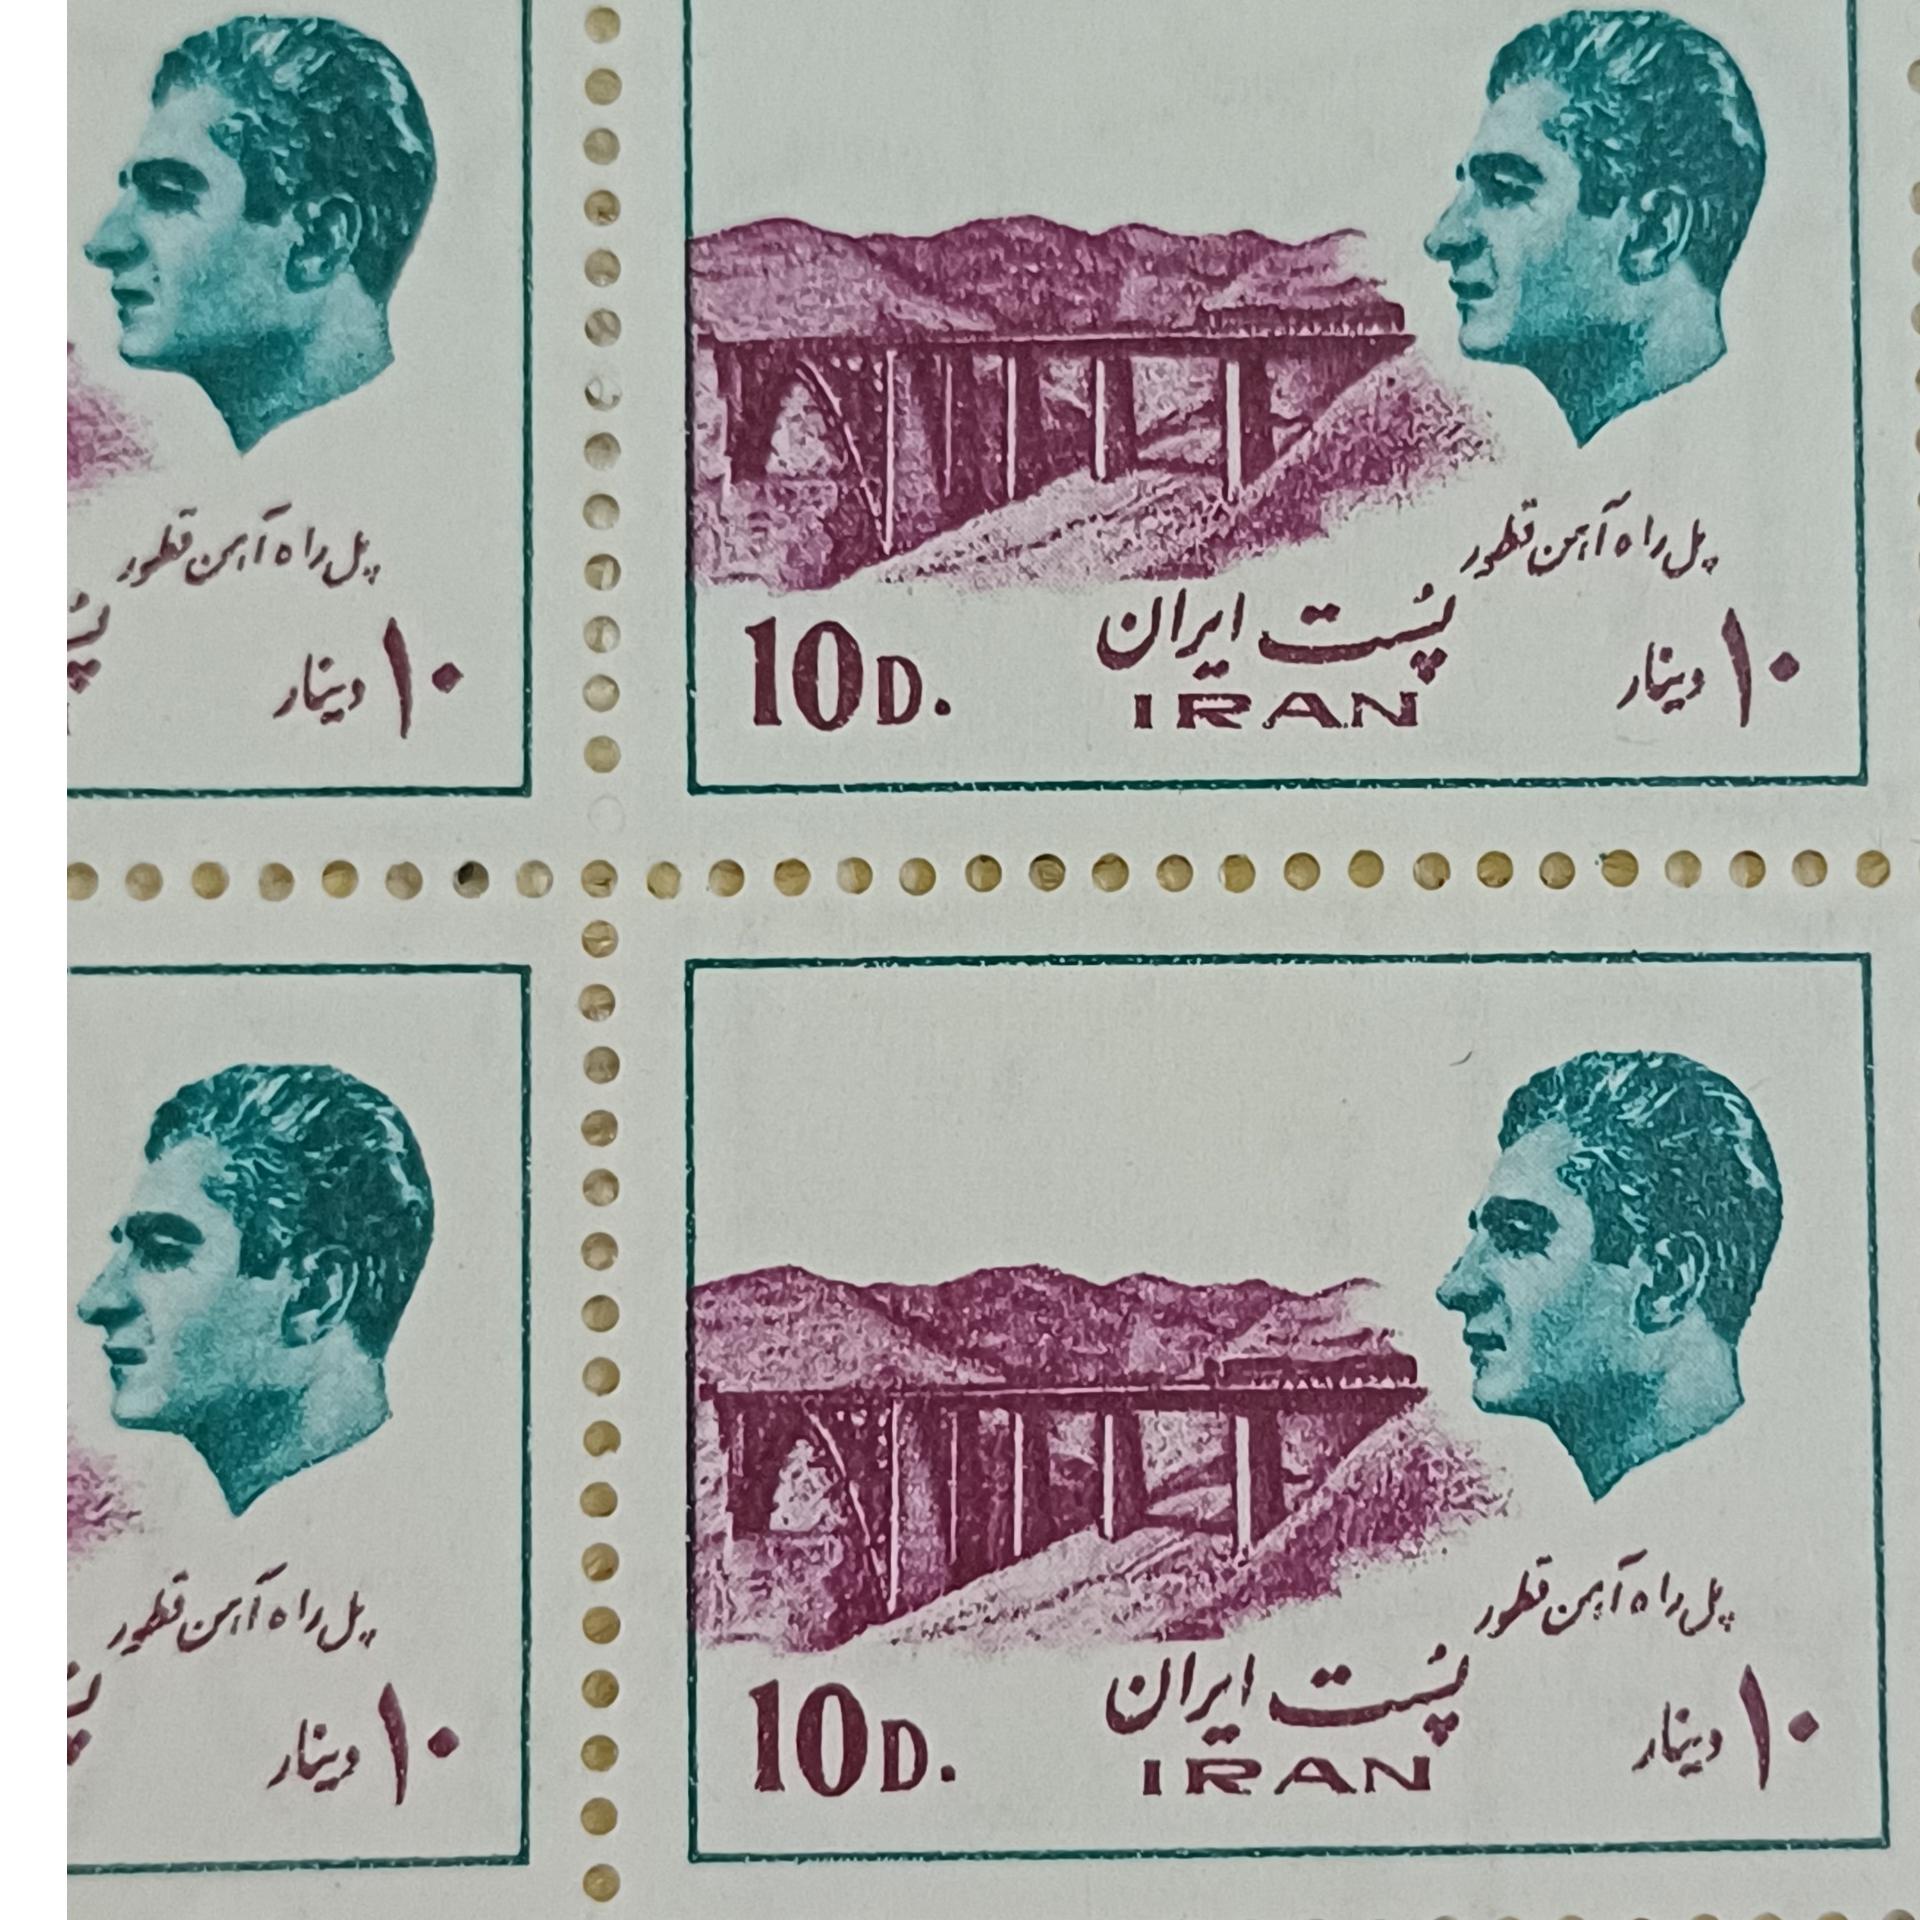 پل راه آهن قطور
۱۰ دینار
پل راه آهن قطور
پست ایران
10D.
IRAN
۱۰ دینار
پل راه آهن قطور
۱۰ دینار
پل راه آهن قطور
پست ایران
10D.
IRAN
۱۰ دینار